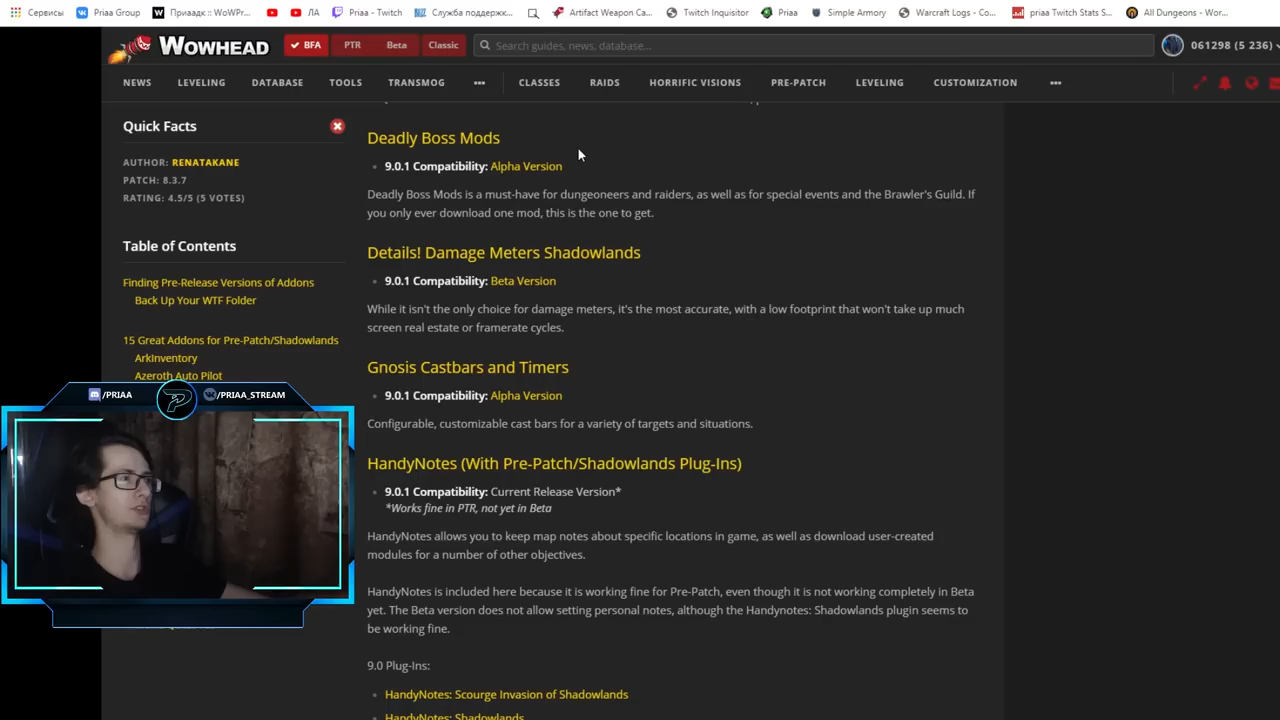 Сервисы Priaa Group Приаадк :: WoWPr... ЛА Priaa - Twitch Служба поддержк... Artifact Weapon Ca... Twitch Inquisitor Priaa Simple Armory Warcraft Logs - Co... priaa Twitch Stats S... All Dungeons - Wor...
WOWHEAD BFA PTR Beta Classic Search guides, news, database... 061298 (5 236)
NEWS LEVELING DATABASE TOOLS TRANSMOG ••• CLASSES RAIDS HORRIFIC VISIONS PRE-PATCH LEVELING CUSTOMIZATION •••
Quick Facts
AUTHOR: RENATAKANE
PATCH: 8.3.7
RATING: 4.5/5 (5 VOTES)
Table of Contents
Finding Pre-Release Versions of Addons
Back Up Your WTF Folder
15 Great Addons for Pre-Patch/Shadowlands
ArkInventory
Azeroth Auto Pilot
/PRIAA /PRIAA_STREAM
Deadly Boss Mods
• 9.0.1 Compatibility: Alpha Version
Deadly Boss Mods is a must-have for dungeoneers and raiders, as well as for special events and the Brawler's Guild. If
you only ever download one mod, this is the one to get.
Details! Damage Meters Shadowlands
• 9.0.1 Compatibility: Beta Version
While it isn't the only choice for damage meters, it's the most accurate, with a low footprint that won't take up much
screen real estate or framerate cycles.
Gnosis Castbars and Timers
• 9.0.1 Compatibility: Alpha Version
Configurable, customizable cast bars for a variety of targets and situations.
HandyNotes (With Pre-Patch/Shadowlands Plug-Ins)
• 9.0.1 Compatibility: Current Release Version*
*Works fine in PTR, not yet in Beta
HandyNotes allows you to keep map notes about specific locations in game, as well as download user-created
modules for a number of other objectives.
HandyNotes is included here because it is working fine for Pre-Patch, even though it is not working completely in Beta
yet. The Beta version does not allow setting personal notes, although the Handynotes: Shadowlands plugin seems to
be working fine.
9.0 Plug-Ins:
• HandyNotes: Scourge Invasion of Shadowlands
• HandyNotes: Shadowlands